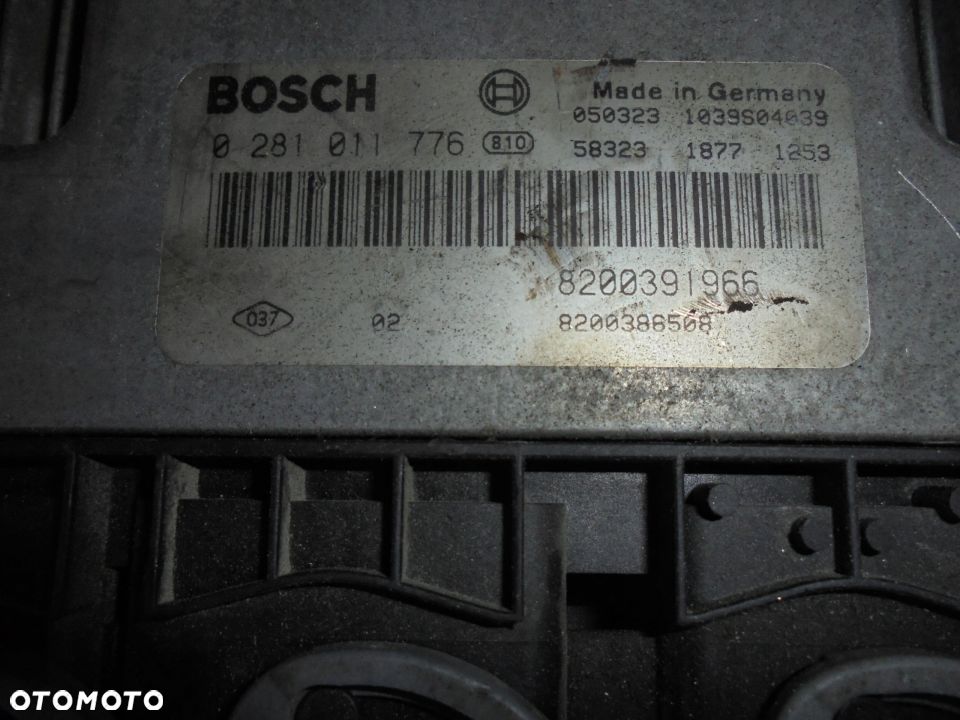 BOSCH
Made in Germany
050323 1039S04039
0 281 011 776 810
58323 1877 1253
8200391966
037 02 8200386508
OTOMOTO